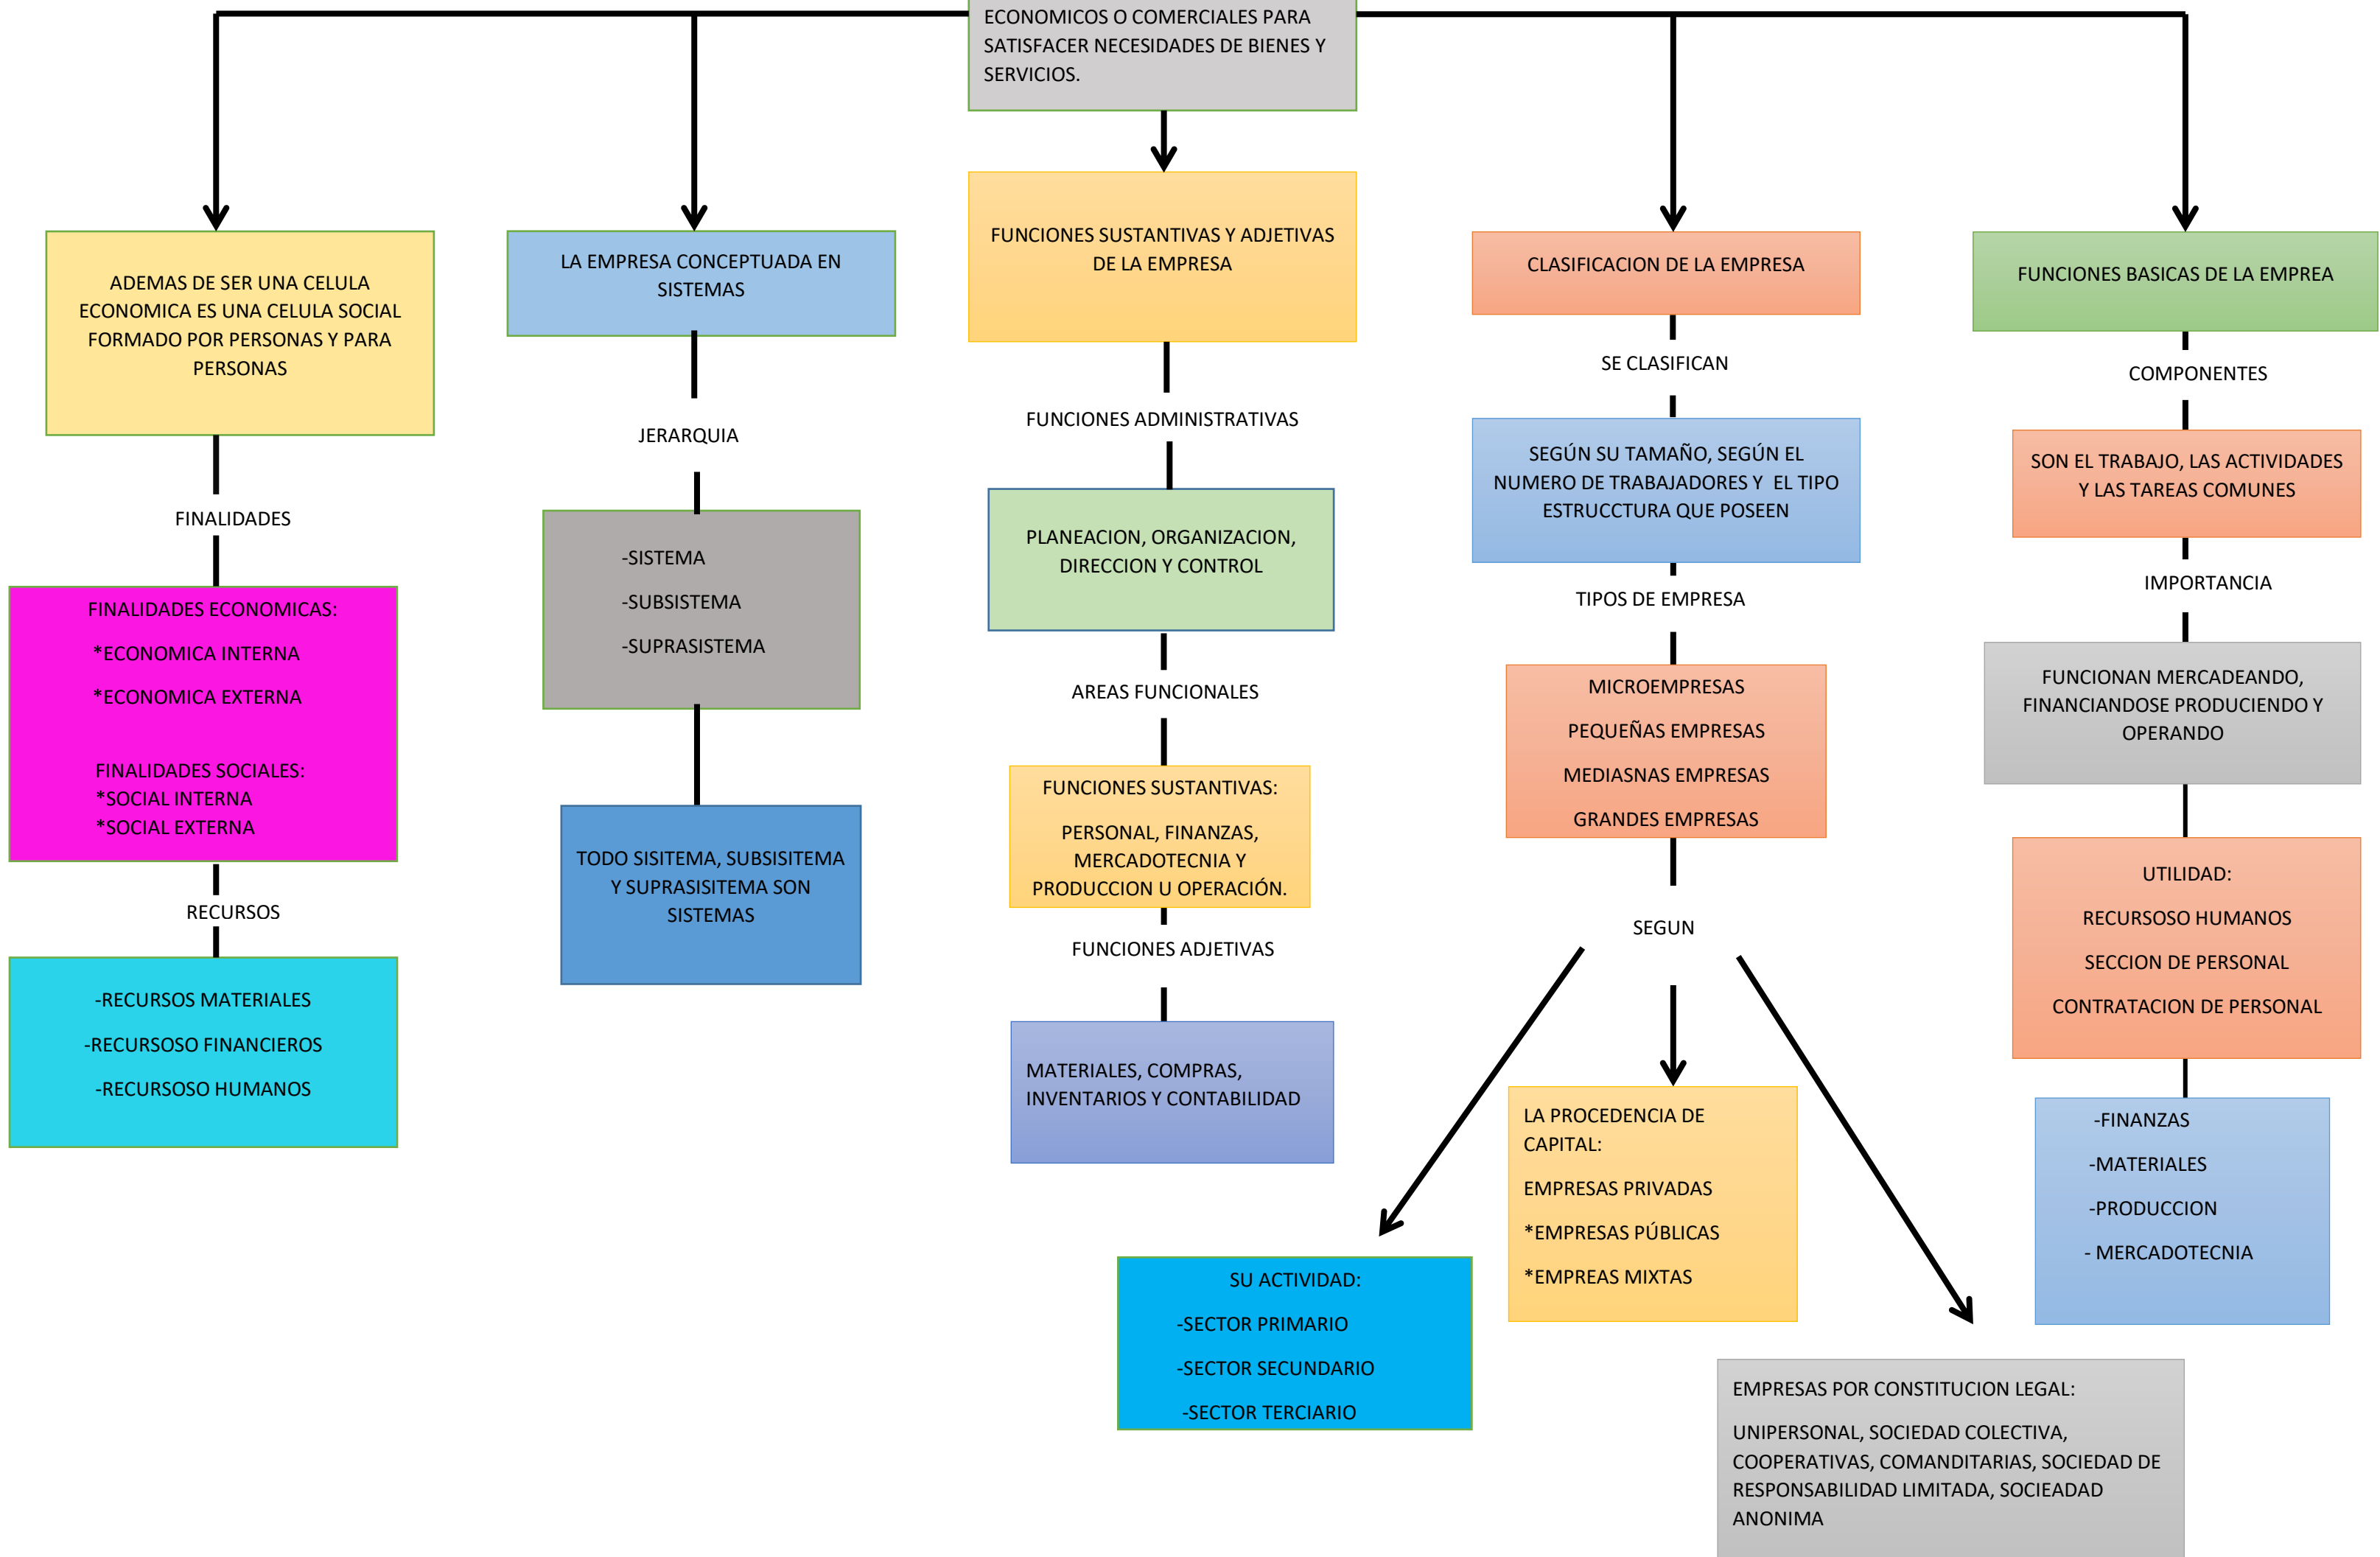 ECONOMICOS O COMERCIALES PARA
SATISFACER NECESIDADES DE BIENES Y
SERVICIOS.
ADEMAS DE SER UNA CELULA
ECONOMICA ES UNA CELULA SOCIAL
FORMADO POR PERSONAS Y PARA
PERSONAS
FINALIDADES
FINALIDADES ECONOMICAS:
*ECONOMICA INTERNA
*ECONOMICA EXTERNA
FINALIDADES SOCIALES:
*SOCIAL INTERNA
*SOCIAL EXTERNA
RECURSOS
-RECURSOS MATERIALES
-RECURSOSO FINANCIEROS
-RECURSOSO HUMANOS
LA EMPRESA CONCEPTUADA EN
SISTEMAS
JERARQUIA
-SISTEMA
-SUBSISTEMA
-SUPRASISTEMA
TODO SISITEMA, SUBSISITEMA
Y SUPRASISITEMA SON
SISTEMAS
FUNCIONES SUSTANTIVAS Y ADJETIVAS
DE LA EMPRESA
FUNCIONES ADMINISTRATIVAS
PLANEACION, ORGANIZACION,
DIRECCION Y CONTROL
AREAS FUNCIONALES
FUNCIONES SUSTANTIVAS:
PERSONAL, FINANZAS,
MERCADOTECNIA Y
PRODUCCION U OPERACIÓN.
FUNCIONES ADJETIVAS
MATERIALES, COMPRAS,
INVENTARIOS Y CONTABILIDAD
CLASIFICACION DE LA EMPRESA
SE CLASIFICAN
SEGÚN SU TAMAÑO, SEGÚN EL
NUMERO DE TRABAJADORES Y EL TIPO
ESTRUCCTURA QUE POSEEN
TIPOS DE EMPRESA
MICROEMPRESAS
PEQUEÑAS EMPRESAS
MEDIASNAS EMPRESAS
GRANDES EMPRESAS
SEGUN
SU ACTIVIDAD:
-SECTOR PRIMARIO
-SECTOR SECUNDARIO
-SECTOR TERCIARIO
LA PROCEDENCIA DE
CAPITAL:
EMPRESAS PRIVADAS
*EMPRESAS PÚBLICAS
*EMPREAS MIXTAS
EMPRESAS POR CONSTITUCION LEGAL:
UNIPERSONAL, SOCIEDAD COLECTIVA,
COOPERATIVAS, COMANDITARIAS, SOCIEDAD DE
RESPONSABILIDAD LIMITADA, SOCIEADAD
ANONIMA
FUNCIONES BASICAS DE LA EMPREA
COMPONENTES
SON EL TRABAJO, LAS ACTIVIDADES
Y LAS TAREAS COMUNES
IMPORTANCIA
FUNCIONAN MERCADEANDO,
FINANCIANDOSE PRODUCIENDO Y
OPERANDO
UTILIDAD:
RECURSOSO HUMANOS
SECCION DE PERSONAL
CONTRATACION DE PERSONAL
-FINANZAS
-MATERIALES
-PRODUCCION
- MERCADOTECNIA